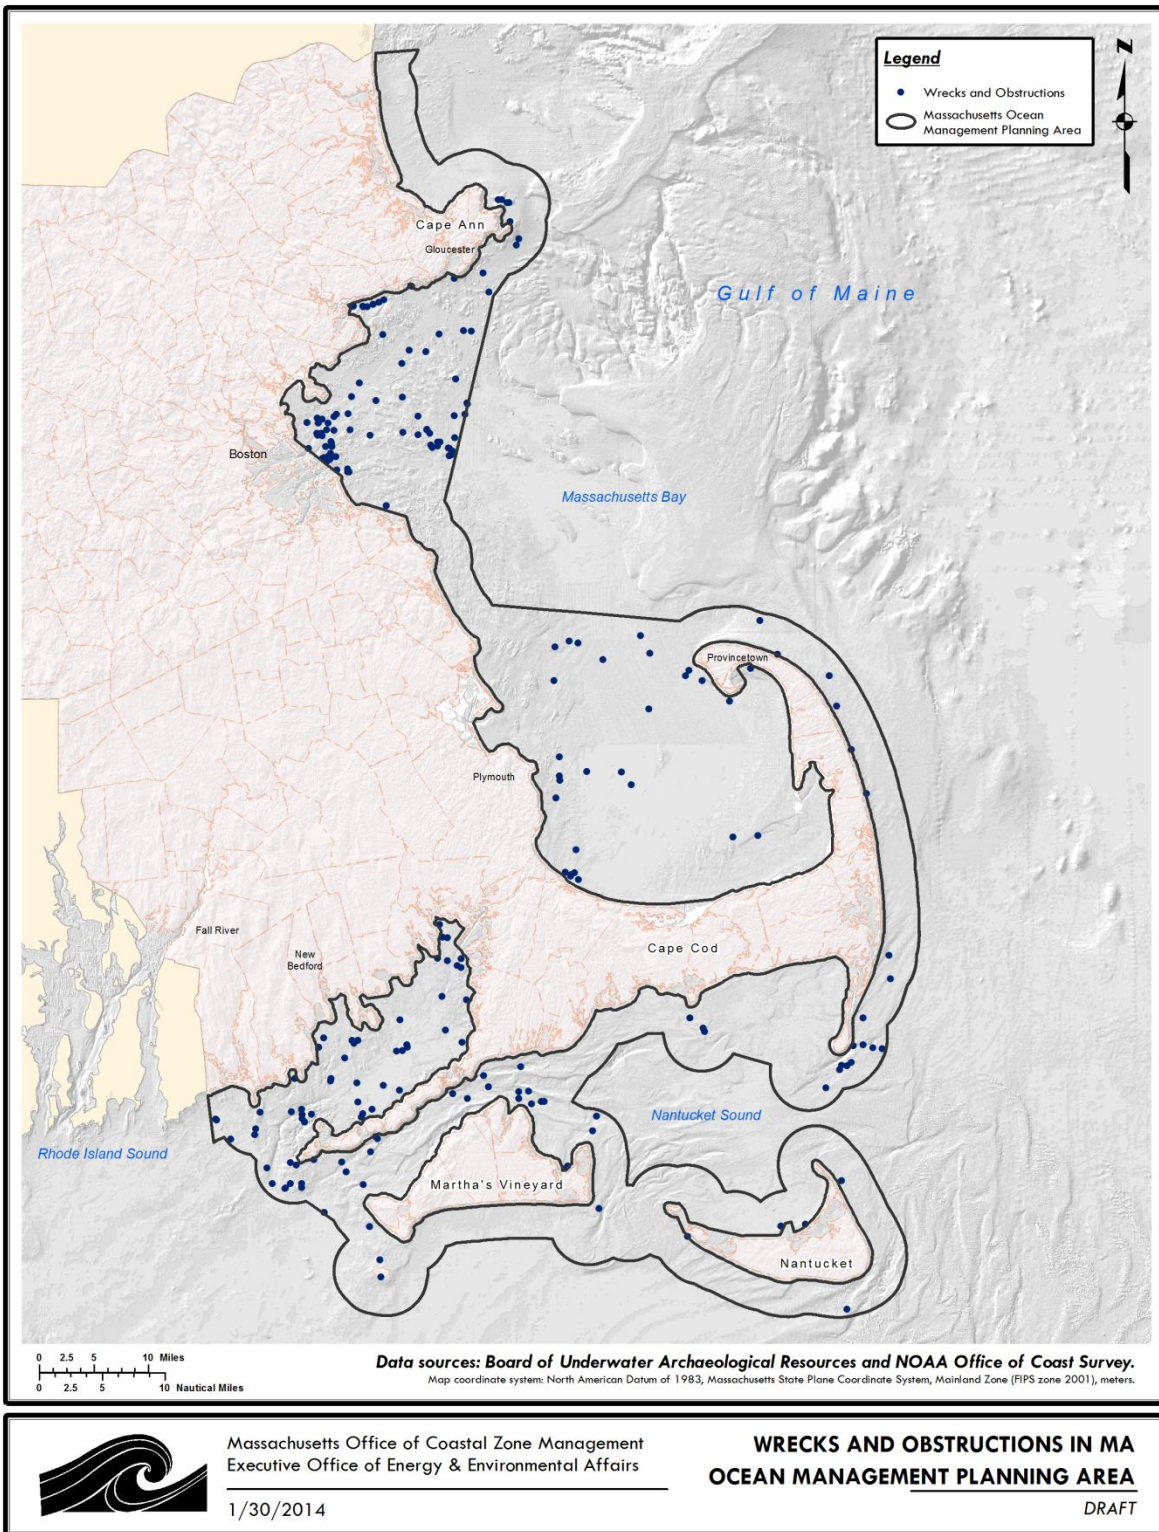 Legend
Wrecks and Obstructions
Massachusetts Ocean
Management Planning Area
N
Cape Ann
Gloucester
Gulf of Maine
Boston
Massachusetts Bay
Provincetown
Plymouth
Fall River
New
Bedford
Cape Cod
Nantucket Sound
Rhode Island Sound
Martha's Vineyard
Nantucket
0 2.5 5 10 Miles
0 2.5 5 10 Nautical Miles
Data sources: Board of Underwater Archaeological Resources and NOAA Office of Coast Survey.
Map coordinate system: North American Datum of 1983, Massachusetts State Plane Coordinate System, Mainland Zone (FIPS zone 2001), meters.
Massachusetts Office of Coastal Zone Management
Executive Office of Energy & Environmental Affairs
1/30/2014
WRECKS AND OBSTRUCTIONS IN MA
OCEAN MANAGEMENT PLANNING AREA
DRAFT